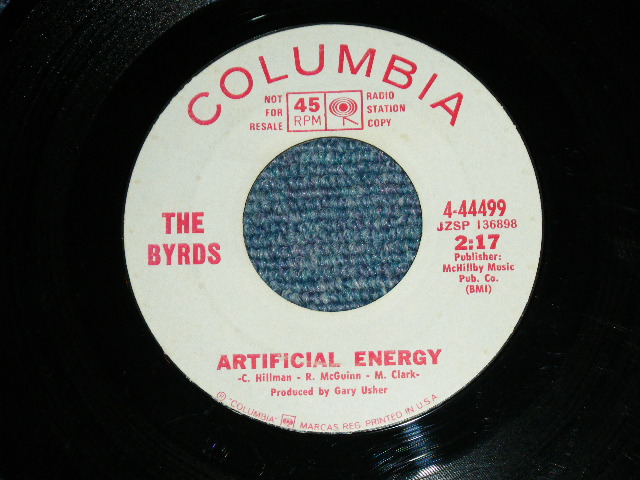 COLUMBIA
NOT
FOR
RESALE
45
RPM
RADIO
STATION
COPY
THE
BYRDS
4-44499
JZSP 136898
2:17
Publisher:
McHillby Music
Pub. Co.
(BMI)
ARTIFICIAL ENERGY
-C. Hillman - R. McGuinn - M. Clark-
Produced by Gary Usher
℗ "COLUMBIA" MARCAS REG. PRINTED IN U.S.A.